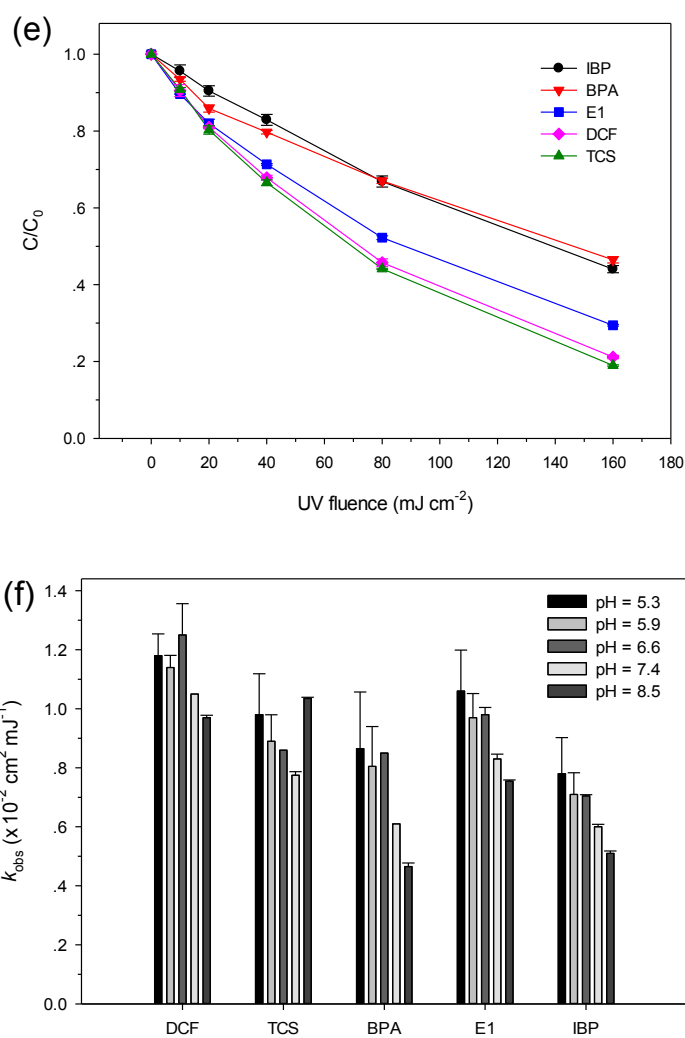 (e)
1.0
.8
.6
.4
.2
0.0
C/C0
0 20 40 60 80 100 120 140 160 180
UV fluence (mJ cm-2)
IBP
BPA
E1
DCF
TCS
(f)
1.4
1.2
1.0
.8
.6
.4
.2
0.0
kobs (x10-2 cm2 mJ-1)
pH = 5.3
pH = 5.9
pH = 6.6
pH = 7.4
pH = 8.5
DCF TCS BPA E1 IBP